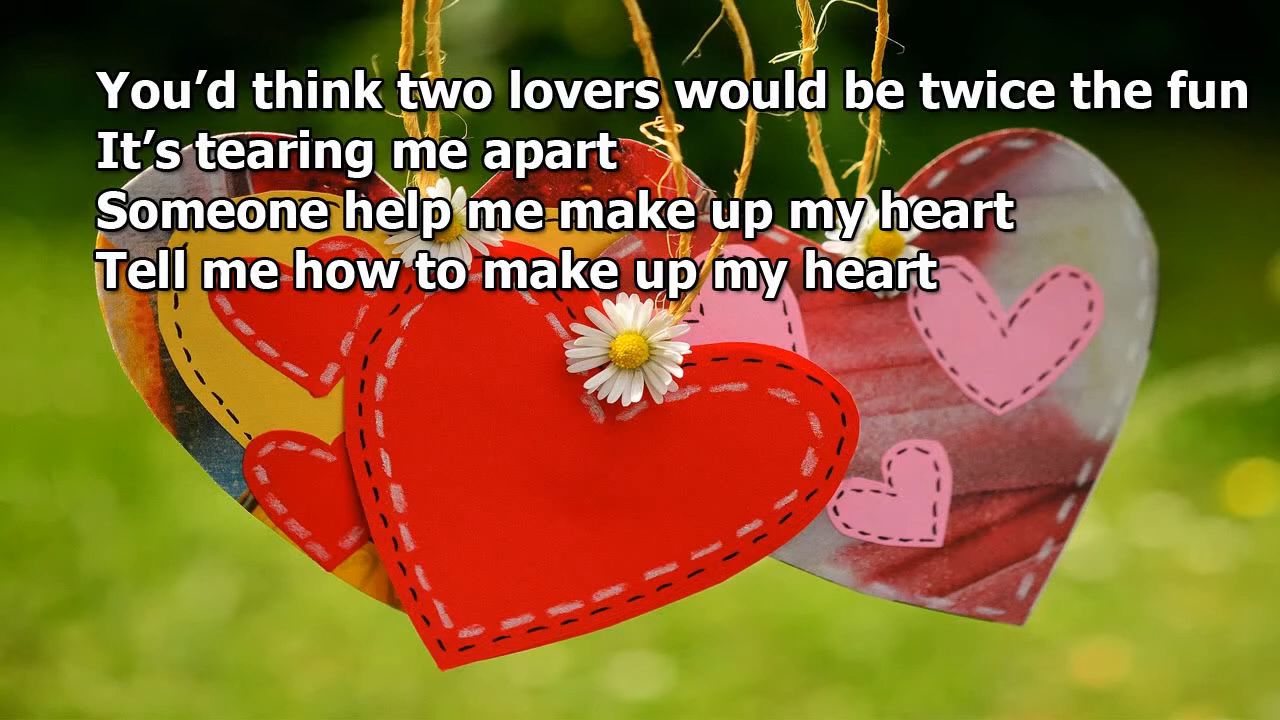 You’d think two lovers would be twice the fun
It’s tearing me apart
Someone help me make up my heart
Tell me how to make up my heart